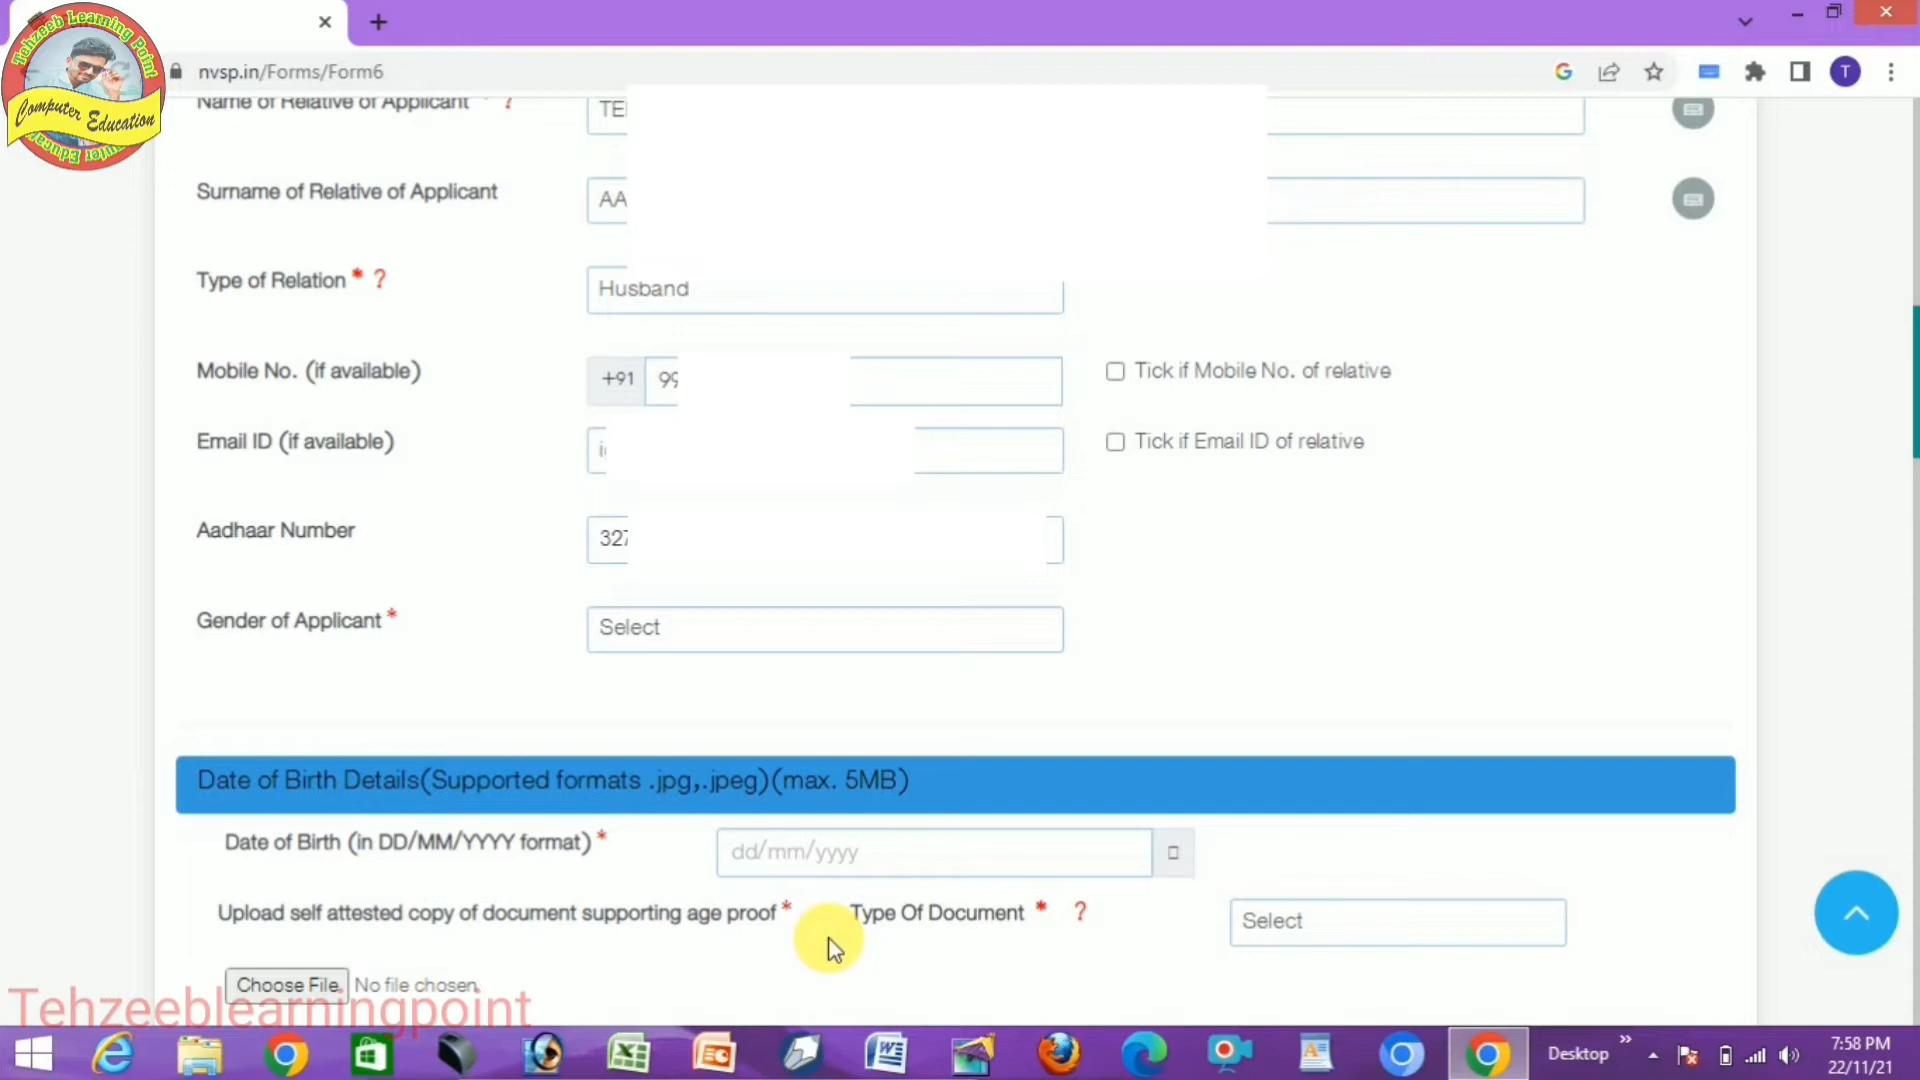 Tehzeeb Learning Point
Computer Education
nvsp.in/Forms/Form6
T
Name of Relative of Applicant * ?
TE
Surname of Relative of Applicant
AA
Type of Relation * ?
Husband
Mobile No. (if available)
+91
99
Tick if Mobile No. of relative
Email ID (if available)
Tick if Email ID of relative
Aadhaar Number
327
Gender of Applicant *
Select
Date of Birth Details(Supported formats .jpg,.jpeg)(max. 5MB)
Date of Birth (in DD/MM/YYYY format) *
dd/mm/yyyy
Upload self attested copy of document supporting age proof *
Type Of Document * ?
Select
Choose File
No file chosen
Tehzeeblearningpoint
Desktop
7:58 PM
22/11/21